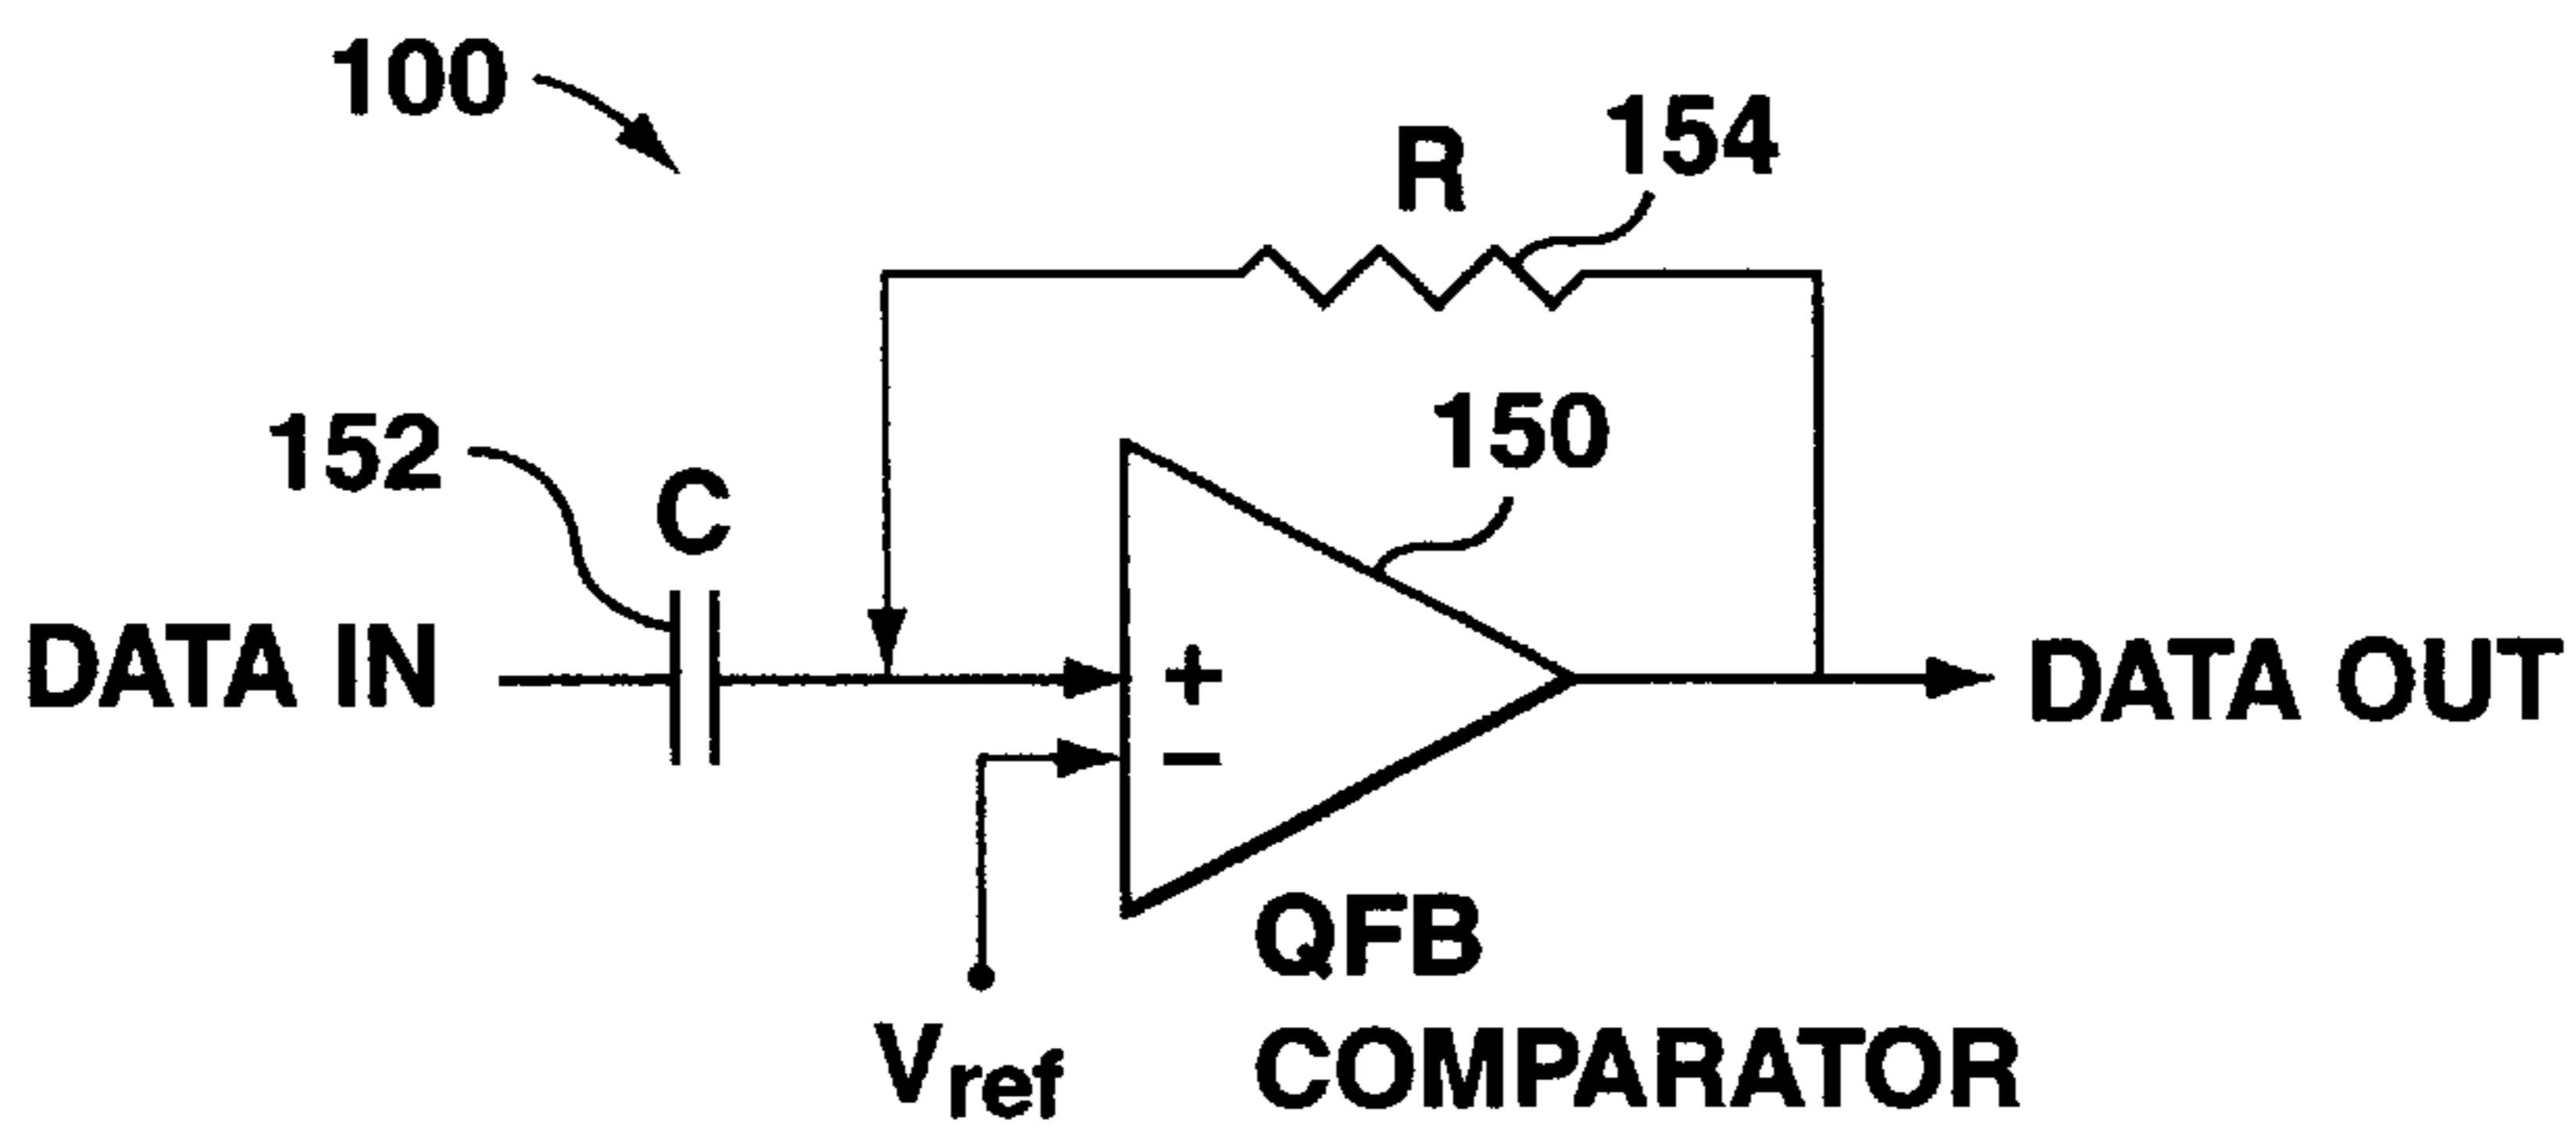 100
R
154
150
152
C
DATA IN
+
−
DATA OUT
Vref
QFB
COMPARATOR